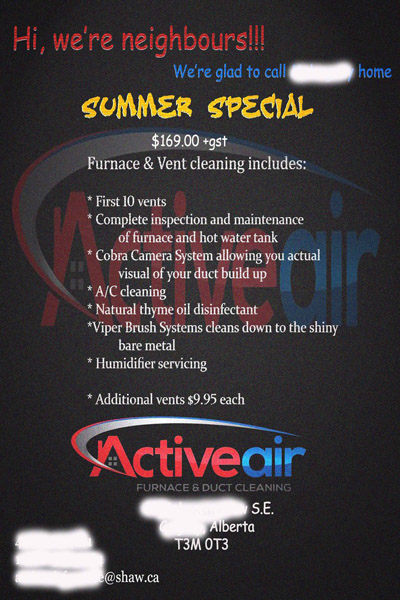 Hi, we're neighbours!!!
We're glad to call home
SUMMER SPECIAL
$169.00 +gst
Furnace & Vent cleaning includes:
* First 10 vents
* Complete inspection and maintenance
of furnace and hot water tank
* Cobra Camera System allowing you actual
visual of your duct build up
* A/C cleaning
* Natural thyme oil disinfectant
*Viper Brush Systems cleans down to the shiny
bare metal
* Humidifier servicing
* Additional vents $9.95 each
Activeair
Activeair
FURNACE & DUCT CLEANING
S.E.
Alberta
T3M 0T3
e@shaw.ca